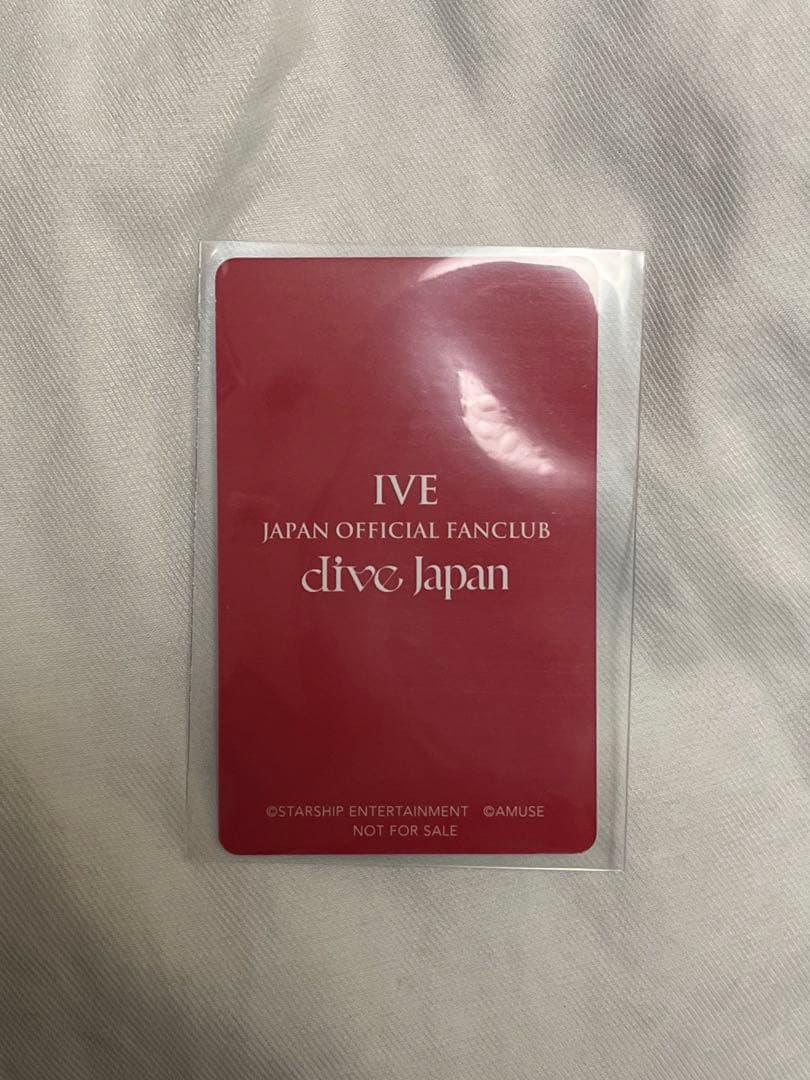 IVE
JAPAN OFFICIAL FANCLUB
dive Japan
©STARSHIP ENTERTAINMENT ©AMUSE
NOT FOR SALE